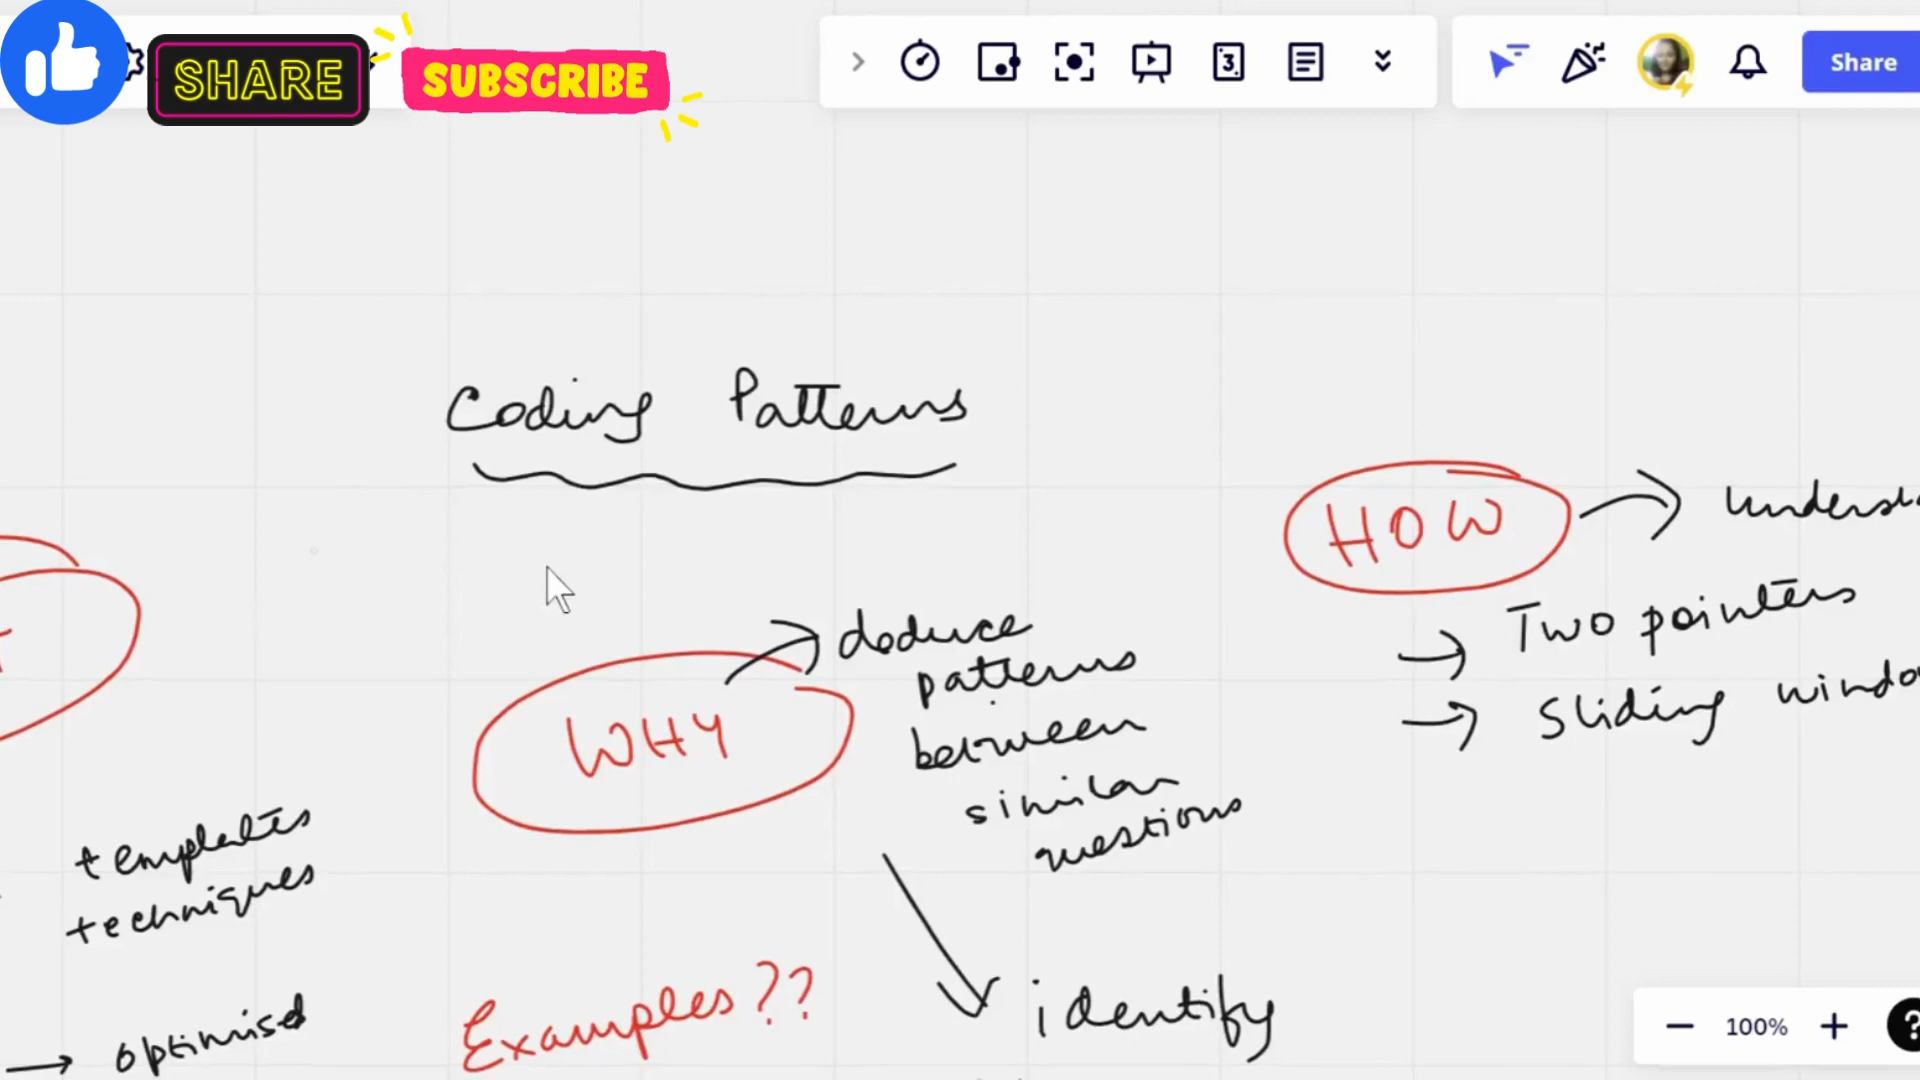 SHARE
SUBSCRIBE
3
Share
Coding Patterns
HOW
Two pointers
Sliding
WHY
deduce
patterns
between
similar
questions
templates
techniques
optimised
Examples??
identify
100%
?